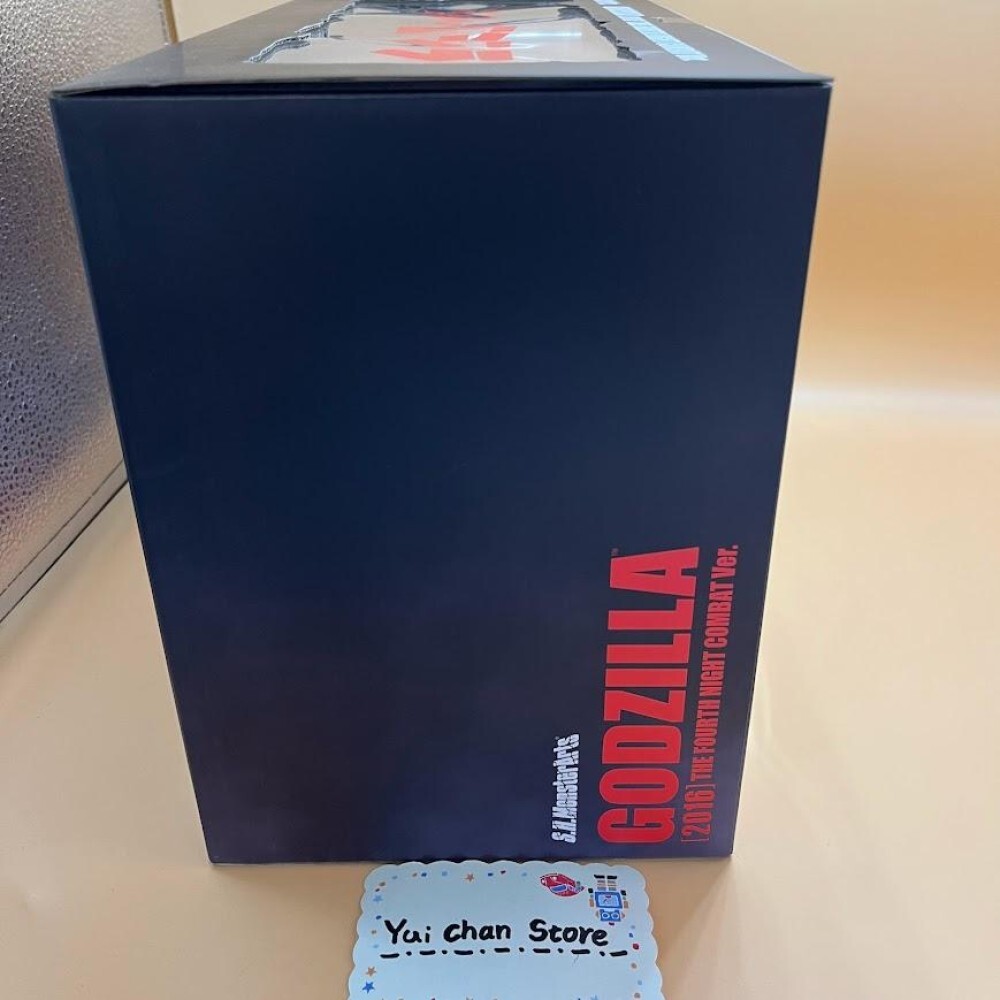 S.H.MonsterArts
GODZILLA™
[2016] THE FOURTH NIGHT COMBAT Ver.
Yui chan Store